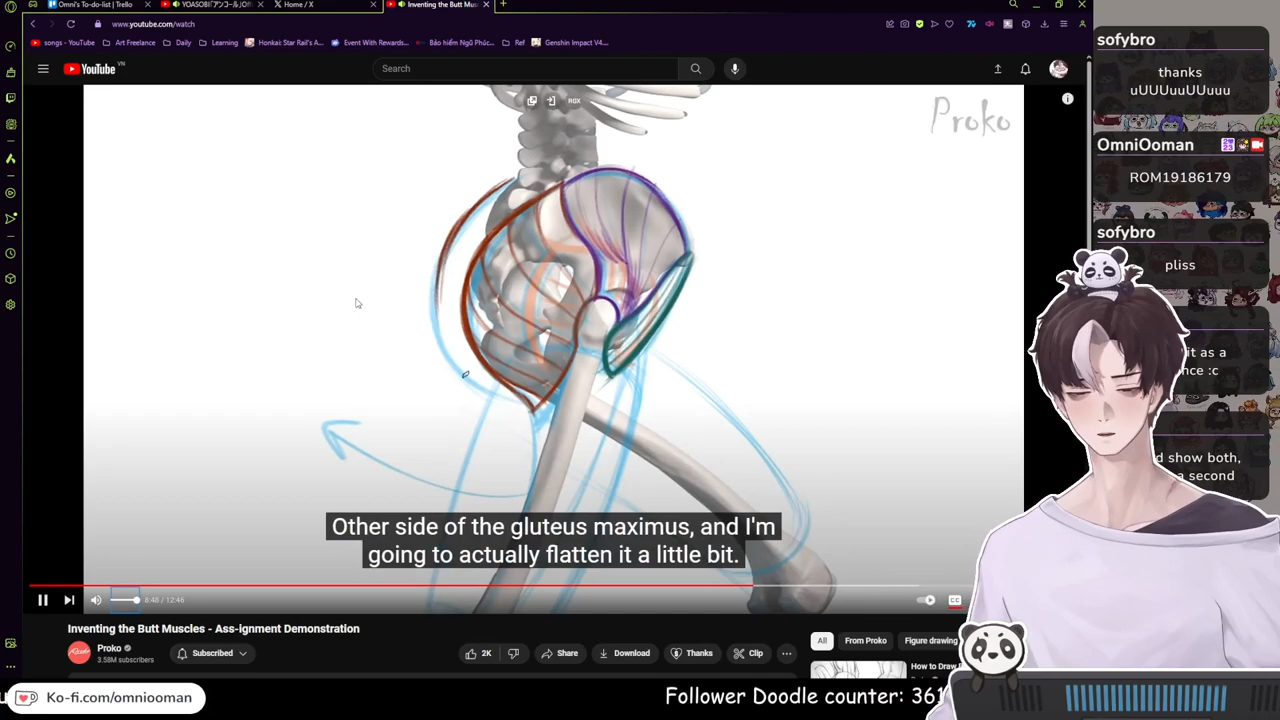 Omni's To-do-list | Trello
YOASOBI「アンコール」Of
Home / X
Inventing the Butt Mus
www.youtube.com/watch
songs - YouTube
Art Freelance
Daily
Learning
Honkai: Star Rail's A...
Event With Rewards...
Bảo hiểm Ngũ Phúc...
Ref
Genshin Impact V4....
YouTube VN
Search
Proko
Other side of the gluteus maximus, and I'm
going to actually flatten it a little bit.
8:48 / 12:46
Inventing the Butt Muscles - Ass-ignment Demonstration
Proko
3.58M subscribers
Subscribed
2K
Share
Download
Thanks
Clip
All
From Proko
Figure drawing
How to Draw
Ko-fi.com/omniooman
Follower Doodle counter: 361
sofybro
thanks
uUUUuuUUuuu
OmniOoman
ROM19186179
sofybro
pliss
it as a
nce :c
d show both,
a second